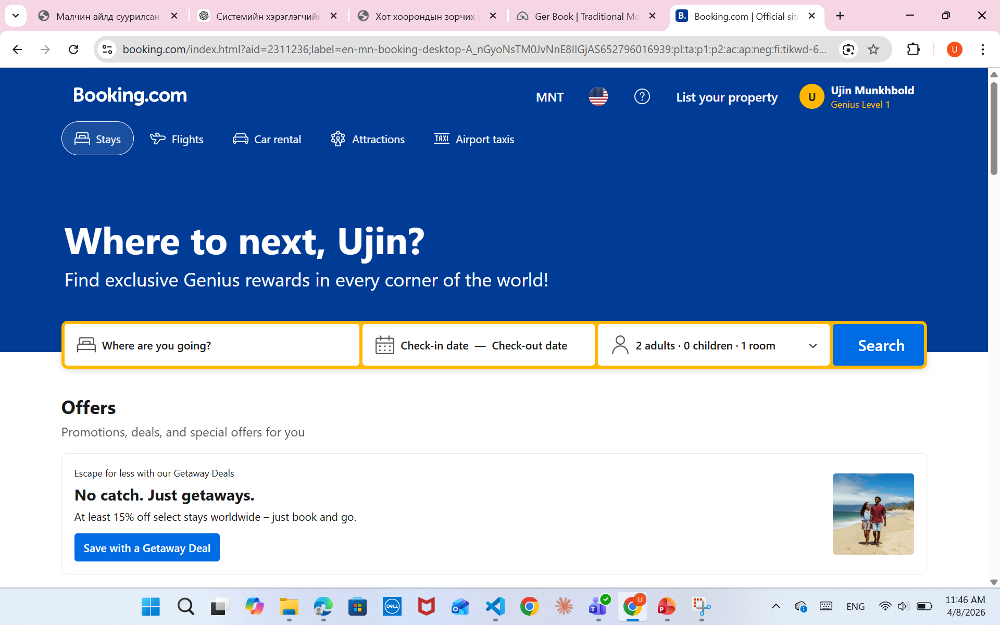 Малчин айлд суурилсан
Системийн хэрэглэгчийн
Хот хоорондын зорчих
Ger Book | Traditional Mo
Booking.com | Official site
booking.com/index.html?aid=2311236;label=en-mn-booking-desktop-A_nGyoNsTM0JvNnE8IIGjAS652796016939:pl:ta:p1:p2:ac:ap:neg:fi:tikwd-6...
U
Booking.com
MNT
List your property
U
Ujin Munkhbold
Genius Level 1
Stays
Flights
Car rental
Attractions
TAXI
Airport taxis
Where to next, Ujin?
Find exclusive Genius rewards in every corner of the world!
Where are you going?
Check-in date — Check-out date
2 adults · 0 children · 1 room
Search
Offers
Promotions, deals, and special offers for you
Escape for less with our Getaway Deals
No catch. Just getaways.
At least 15% off select stays worldwide – just book and go.
Save with a Getaway Deal
ENG
11:46 AM
4/8/2026